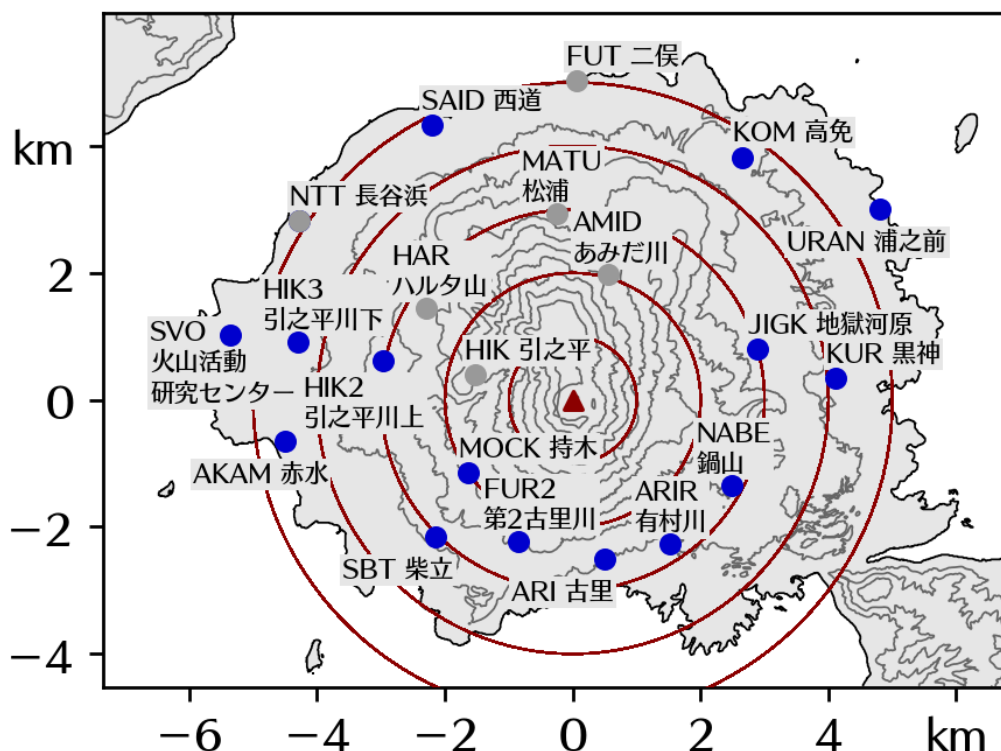 FUT 二俣
SAID 西道
KOM 高免
km
MATU
松浦
NTT 長谷浜
AMID
あみだ川
URAN 浦之前
HAR
ハルタ山
2
HIK3
引之平川下
JIGK 地獄河原
SVO
火山活動
研究センター
HIK 引之平
KUR 黒神
0
HIK2
引之平川上
NABE
鍋山
MOCK 持木
AKAM 赤水
FUR2
第2古里川
ARIR
有村川
−2
SBT 柴立
ARI 古里
−4
−6 −4 −2 0 2 4 km